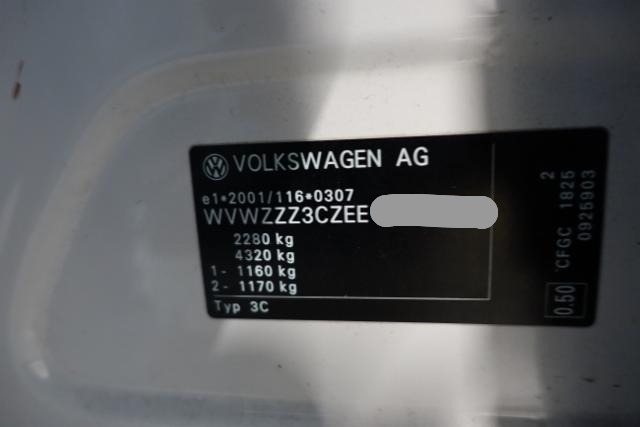 VOLKSWAGEN AG
e1*2001/116*0307
WVWZZZ3CZEE
2280 kg
4320 kg
1- 1160 kg
2- 1170 kg
Typ 3C
2
CFGC 1825
0925903
0.50